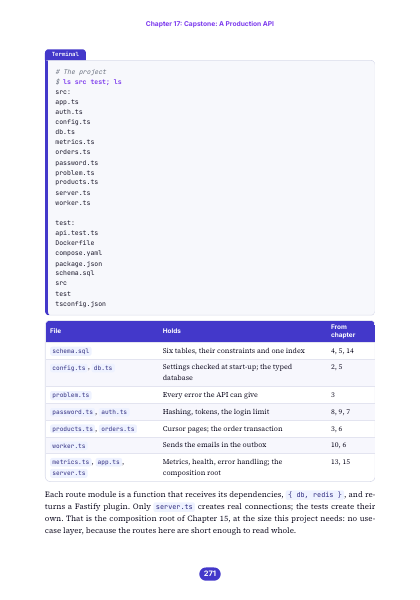 Chapter 17: Capstone: A Production API
Terminal
# The project
$ ls src test; ls
src:
app.ts
auth.ts
config.ts
db.ts
metrics.ts
orders.ts
password.ts
problem.ts
products.ts
server.ts
worker.ts
test:
api.test.ts
Dockerfile
compose.yaml
package.json
schema.sql
src
test
tsconfig.json
File Holds From chapter
schema.sql Six tables, their constraints and one index 4, 5, 14
config.ts, db.ts Settings checked at start-up; the typed database 2, 5
problem.ts Every error the API can give 3
password.ts, auth.ts Hashing, tokens, the login limit 8, 9, 7
products.ts, orders.ts Cursor pages; the order transaction 3, 6
worker.ts Sends the emails in the outbox 10, 6
metrics.ts, app.ts, server.ts Metrics, health, error handling; the composition root 13, 15
Each route module is a function that receives its dependencies, { db, redis }, and re-
turns a Fastify plugin. Only server.ts creates real connections; the tests create their
own. That is the composition root of Chapter 15, at the size this project needs: no use-
case layer, because the routes here are short enough to read whole.
271